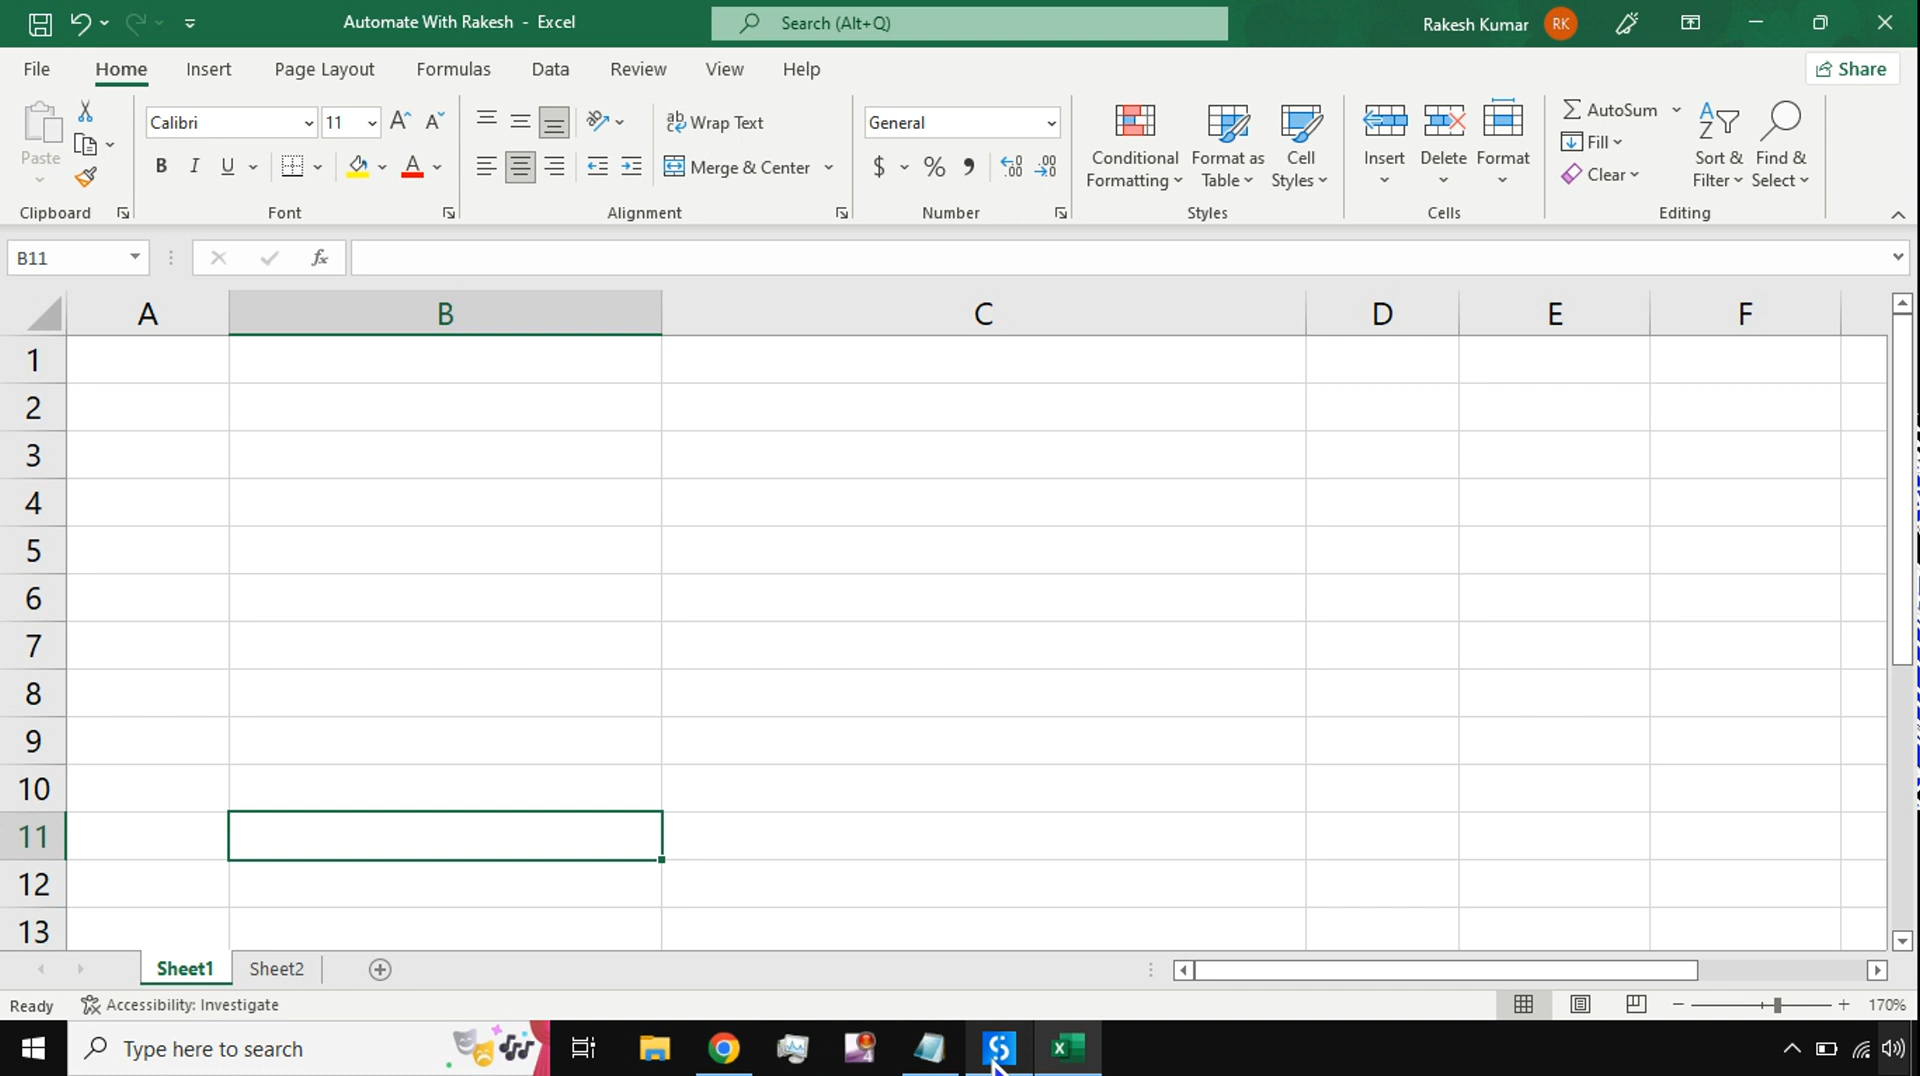 Automate With Rakesh - Excel
Search (Alt+Q)
Rakesh Kumar RK
File Home Insert Page Layout Formulas Data Review View Help
Share
Paste
Clipboard
Calibri 11
B I U A
Font
Wrap Text
Merge & Center
Alignment
General
$ %
Number
Conditional Formatting
Format as Table
Cell Styles
Styles
Insert Delete Format
Cells
AutoSum
Fill
Clear
Sort & Filter
Find & Select
Editing
B11 fx
A B C D E F
1
2
3
4
5
6
7
8
9
10
11
12
13
Sheet1 Sheet2
Ready Accessibility: Investigate 170%
Type here to search